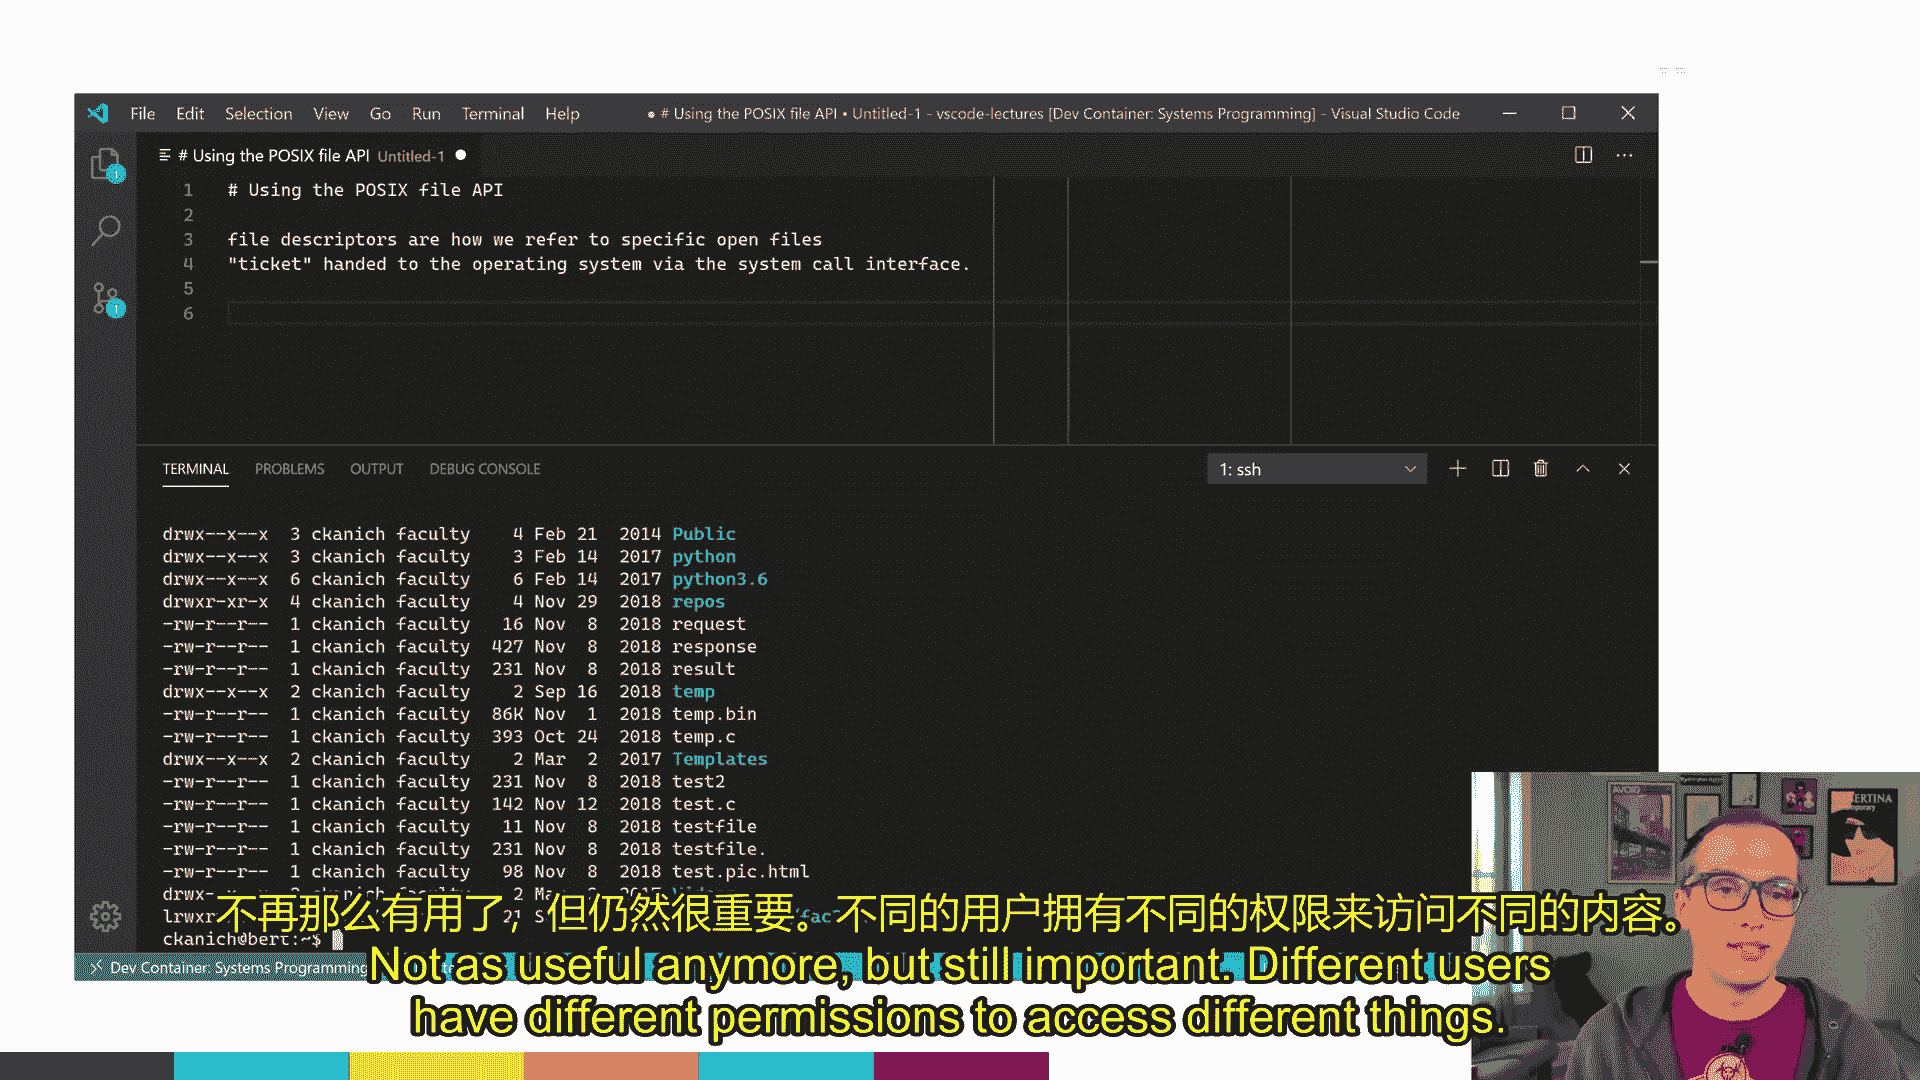 File Edit Selection View Go Run Terminal Help ● # Using the POSIX file API • Untitled-1 - vscode-lectures [Dev Container: Systems Programming] - Visual Studio Code
# Using the POSIX file API Untitled-1 ●
1 # Using the POSIX file API
2
3 file descriptors are how we refer to specific open files
4 "ticket" handed to the operating system via the system call interface.
5
6
1
1
TERMINAL PROBLEMS OUTPUT DEBUG CONSOLE 1: ssh
drwx--x--x 3 ckanich faculty 4 Feb 21 2014 Public
drwx--x--x 3 ckanich faculty 3 Feb 14 2017 python
drwx--x--x 6 ckanich faculty 6 Feb 14 2017 python3.6
drwxr-xr-x 4 ckanich faculty 4 Nov 29 2018 repos
-rw-r--r-- 1 ckanich faculty 16 Nov 8 2018 request
-rw-r--r-- 1 ckanich faculty 427 Nov 8 2018 response
-rw-r--r-- 1 ckanich faculty 231 Nov 8 2018 result
drwx--x--x 2 ckanich faculty 2 Sep 16 2018 temp
-rw-r--r-- 1 ckanich faculty 86K Nov 1 2018 temp.bin
-rw-r--r-- 1 ckanich faculty 393 Oct 24 2018 temp.c
drwx--x--x 2 ckanich faculty 2 Mar 2 2017 Templates
-rw-r--r-- 1 ckanich faculty 231 Nov 8 2018 test2
-rw-r--r-- 1 ckanich faculty 142 Nov 12 2018 test.c
-rw-r--r-- 1 ckanich faculty 11 Nov 8 2018 testfile
-rw-r--r-- 1 ckanich faculty 231 Nov 8 2018 testfile.
-rw-r--r-- 1 ckanich faculty 98 Nov 8 2018 test.pic.html
ckanich@bert:~$
Dev Container: Systems Programming
不再那么有用了，但仍然很重要。不同的用户拥有不同的权限来访问不同的内容。
Not as useful anymore, but still important. Different users
have different permissions to access different things.
AVOID